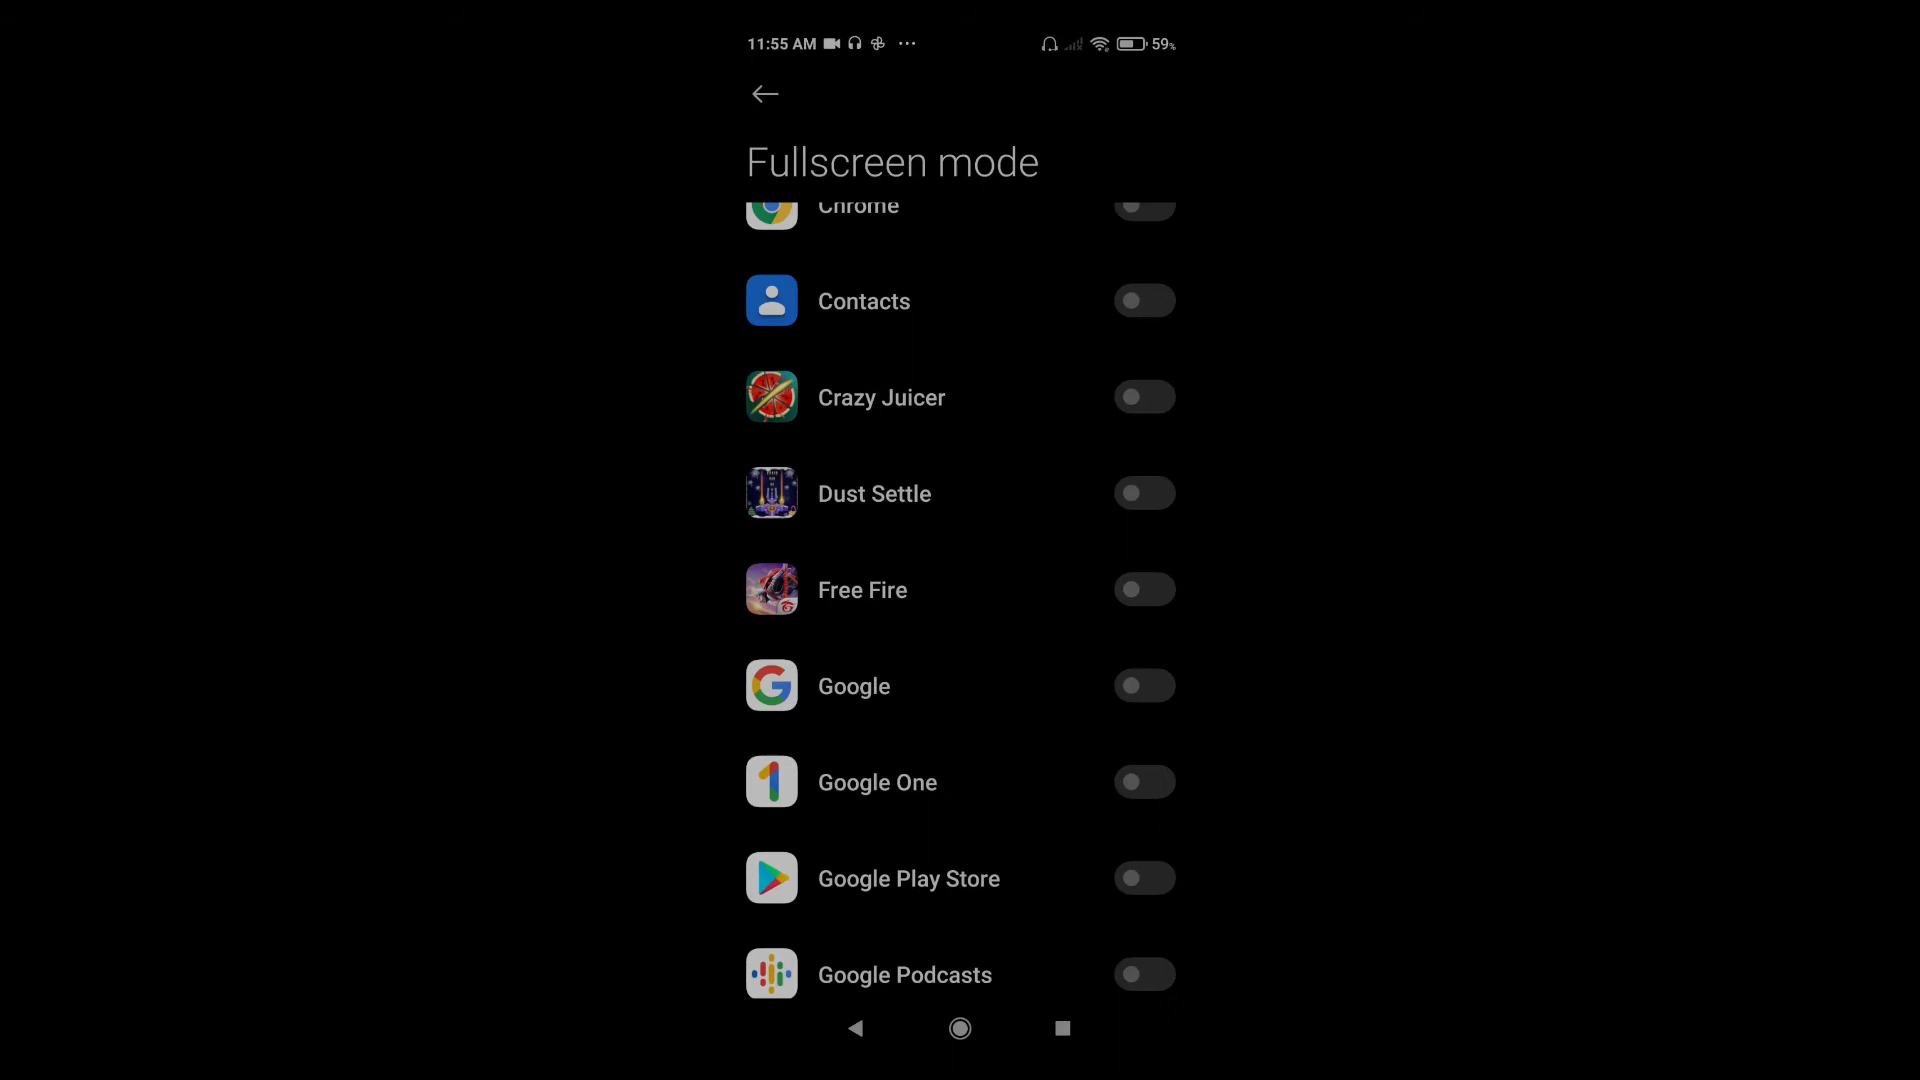 11:55 AM 59%
Fullscreen mode
Chrome
Contacts
Crazy Juicer
Dust Settle
Free Fire
Google
Google One
Google Play Store
Google Podcasts